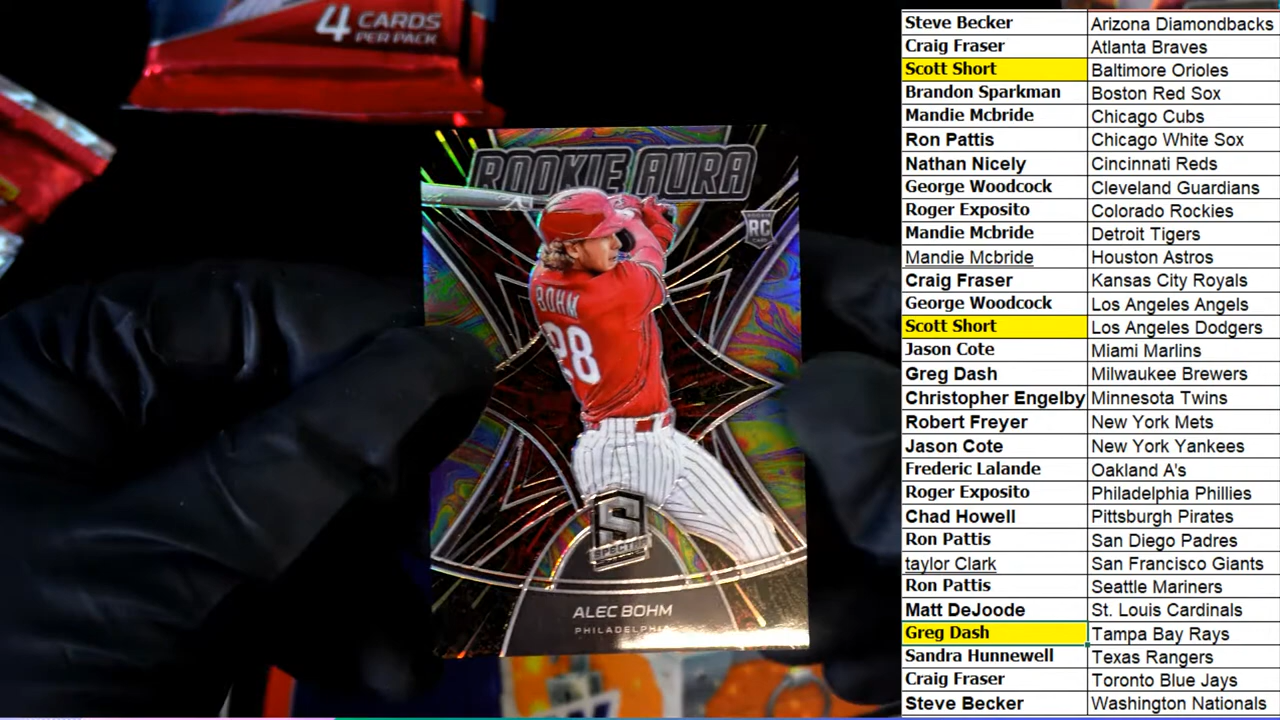 4 CARDS
PER PACK
ROOKIE AURA
ROOKIE
RC
CARD
BOHM
28
S
SPECTRA
ALEC BOHM
PHILADELPHIA
Steve Becker Arizona Diamondbacks
Craig Fraser Atlanta Braves
Scott Short Baltimore Orioles
Brandon Sparkman Boston Red Sox
Mandie Mcbride Chicago Cubs
Ron Pattis Chicago White Sox
Nathan Nicely Cincinnati Reds
George Woodcock Cleveland Guardians
Roger Exposito Colorado Rockies
Mandie Mcbride Detroit Tigers
Mandie Mcbride Houston Astros
Craig Fraser Kansas City Royals
George Woodcock Los Angeles Angels
Scott Short Los Angeles Dodgers
Jason Cote Miami Marlins
Greg Dash Milwaukee Brewers
Christopher Engelby Minnesota Twins
Robert Freyer New York Mets
Jason Cote New York Yankees
Frederic Lalande Oakland A's
Roger Exposito Philadelphia Phillies
Chad Howell Pittsburgh Pirates
Ron Pattis San Diego Padres
taylor Clark San Francisco Giants
Ron Pattis Seattle Mariners
Matt DeJoode St. Louis Cardinals
Greg Dash Tampa Bay Rays
Sandra Hunnewell Texas Rangers
Craig Fraser Toronto Blue Jays
Steve Becker Washington Nationals